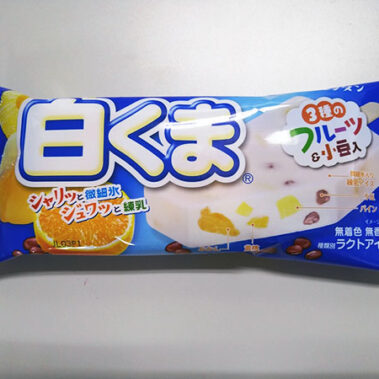 白くま®
3種の
フルーツ
&小豆入
シャリッと微細氷
ジュワッと練乳
パイン
無着色 無香
種類別 ラクトアイ